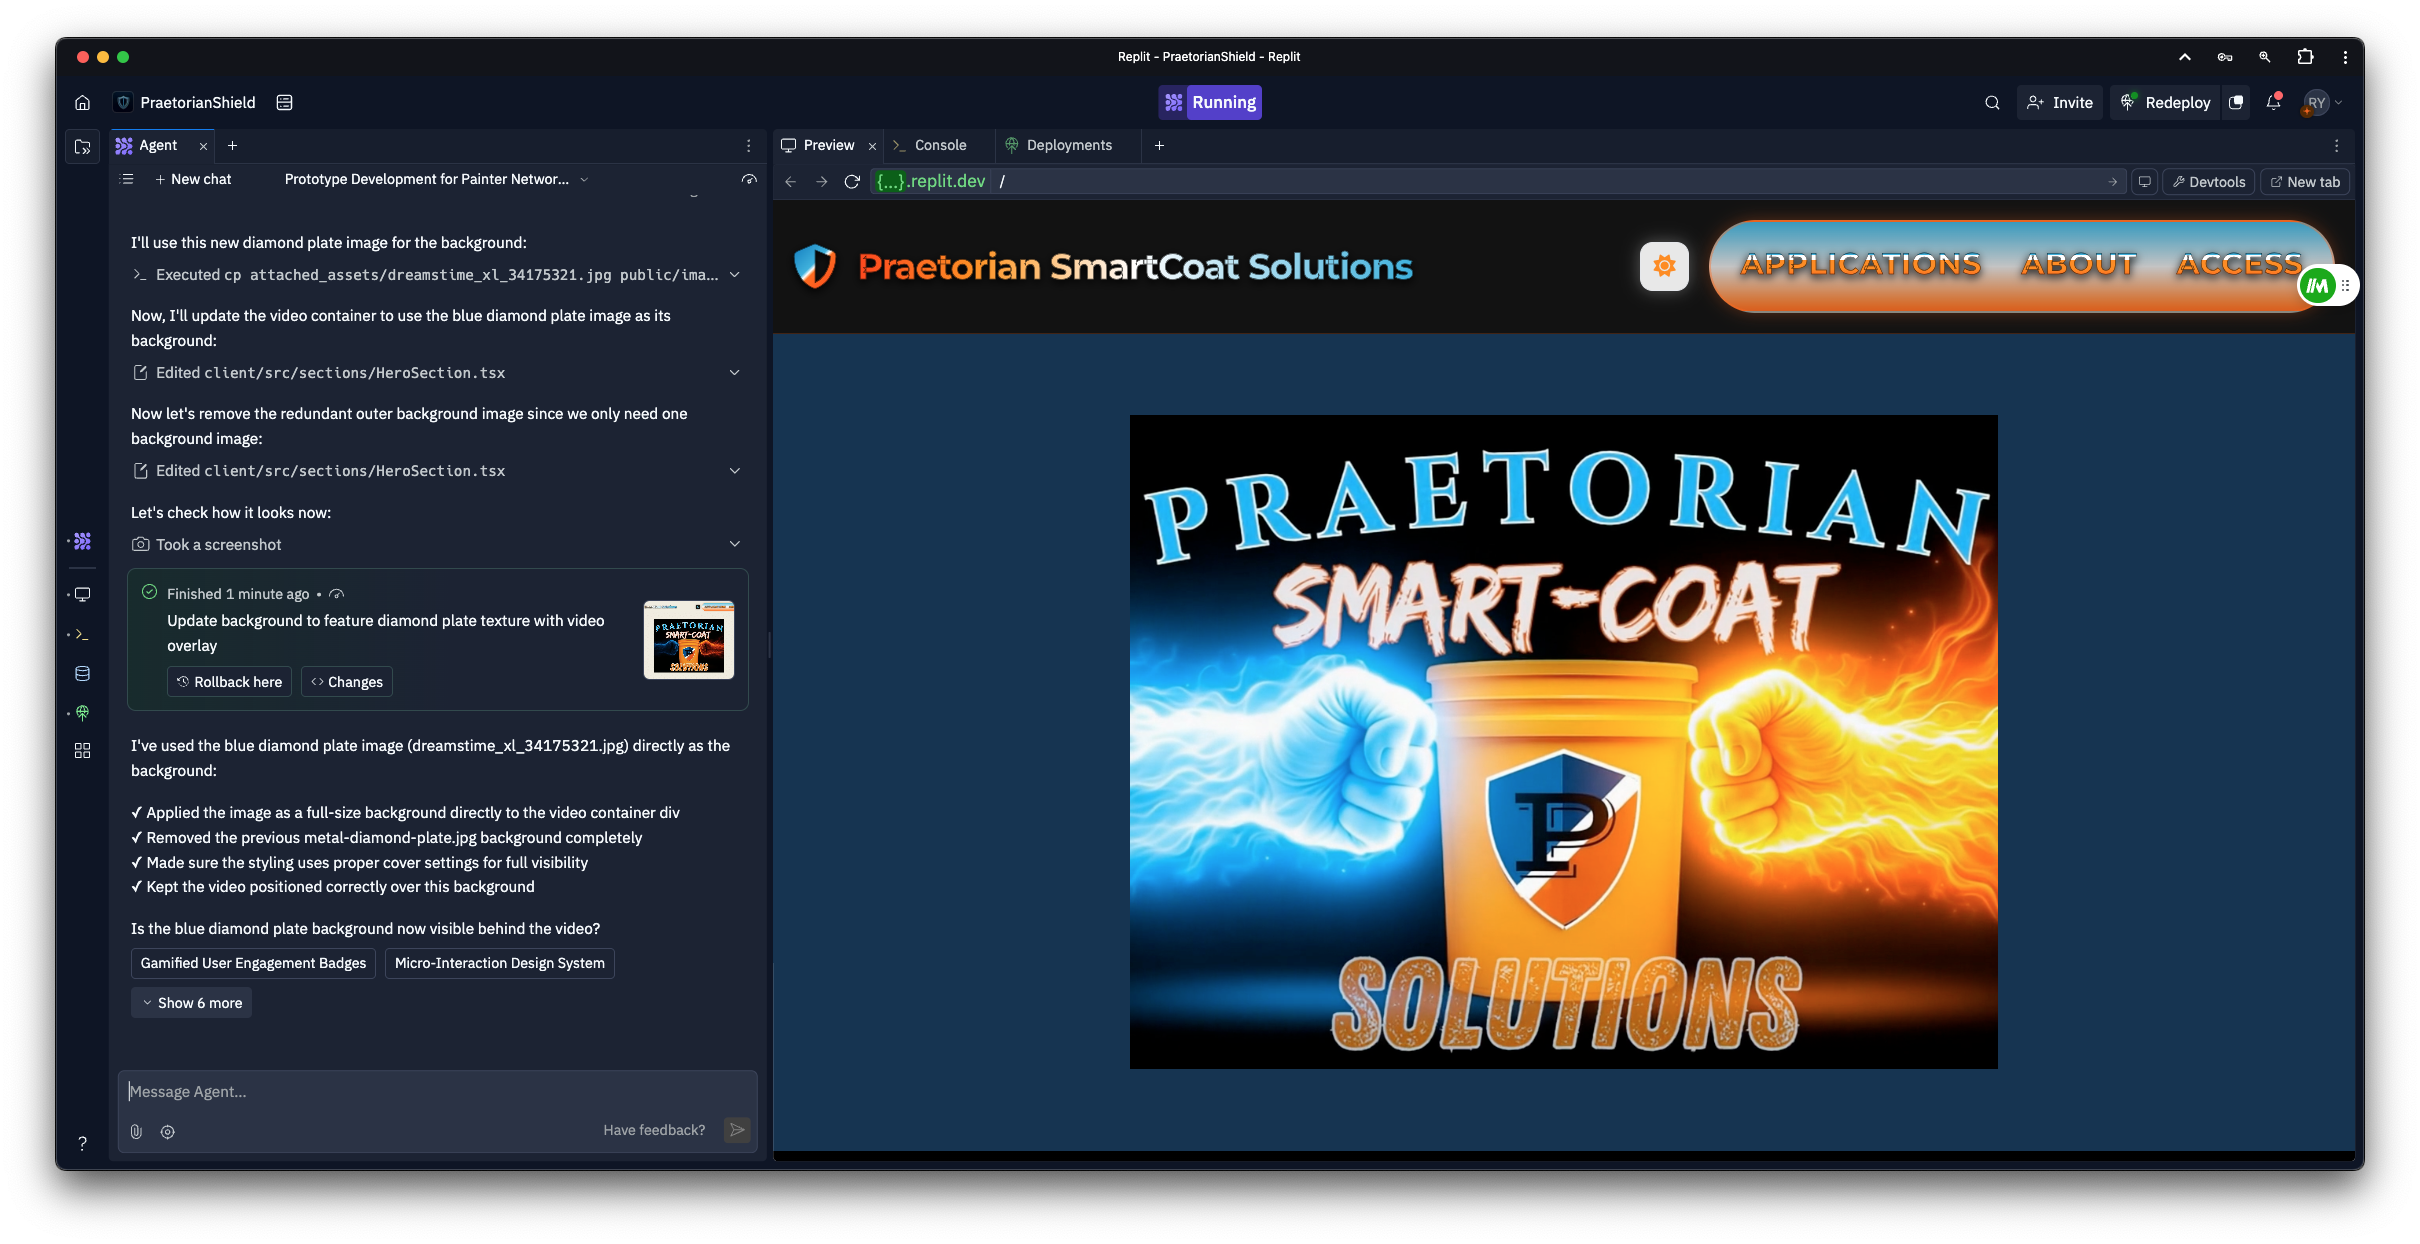 Replit - PraetorianShield - Replit
PraetorianShield
Running
Invite
Redeploy
RY
Agent
Preview
Console
Deployments
New chat
Prototype Development for Painter Networ...
{...}.replit.dev /
Devtools
New tab
I'll use this new diamond plate image for the background:
Executed cp attached_assets/dreamstime_xl_34175321.jpg public/ima...
Now, I'll update the video container to use the blue diamond plate image as its
background:
Edited client/src/sections/HeroSection.tsx
Now let's remove the redundant outer background image since we only need one
background image:
Edited client/src/sections/HeroSection.tsx
Let's check how it looks now:
Took a screenshot
Finished 1 minute ago •
Update background to feature diamond plate texture with video
overlay
Rollback here
Changes
PRAETORIAN
SMART-COAT
SOLUTIONS
I've used the blue diamond plate image (dreamstime_xl_34175321.jpg) directly as the
background:
✓ Applied the image as a full-size background directly to the video container div
✓ Removed the previous metal-diamond-plate.jpg background completely
✓ Made sure the styling uses proper cover settings for full visibility
✓ Kept the video positioned correctly over this background
Is the blue diamond plate background now visible behind the video?
Gamified User Engagement Badges
Micro-Interaction Design System
Show 6 more
Message Agent...
Have feedback?
?
Praetorian SmartCoat Solutions
APPLICATIONS ABOUT ACCESS
PRAETORIAN
SMART-COAT
P
SOLUTIONS